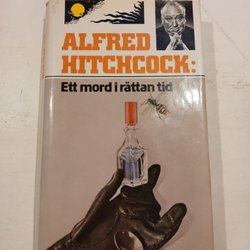 ALFRED
HITCHCOCK:
Ett mord i rättan tid